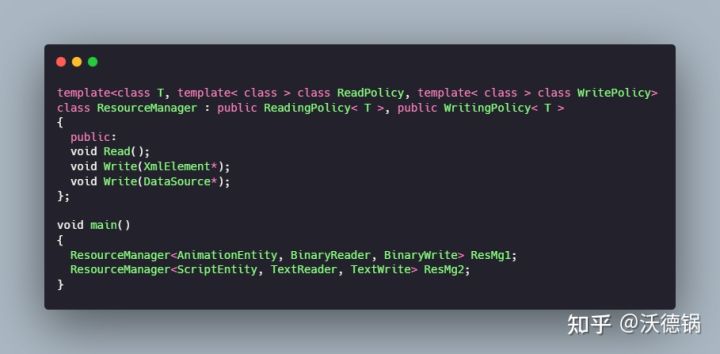 template<class T, template< class > class ReadPolicy, template< class > class WritePolicy>
class ResourceManager : public ReadingPolicy< T >, public WritingPolicy< T >
{
  public:
  void Read();
  void Write(XmlElement*);
  void Write(DataSource*);
};

void main()
{
  ResourceManager<AnimationEntity, BinaryReader, BinaryWrite> ResMg1;
  ResourceManager<ScriptEntity, TextReader, TextWrite> ResMg2;
}
知乎 @沃德锅